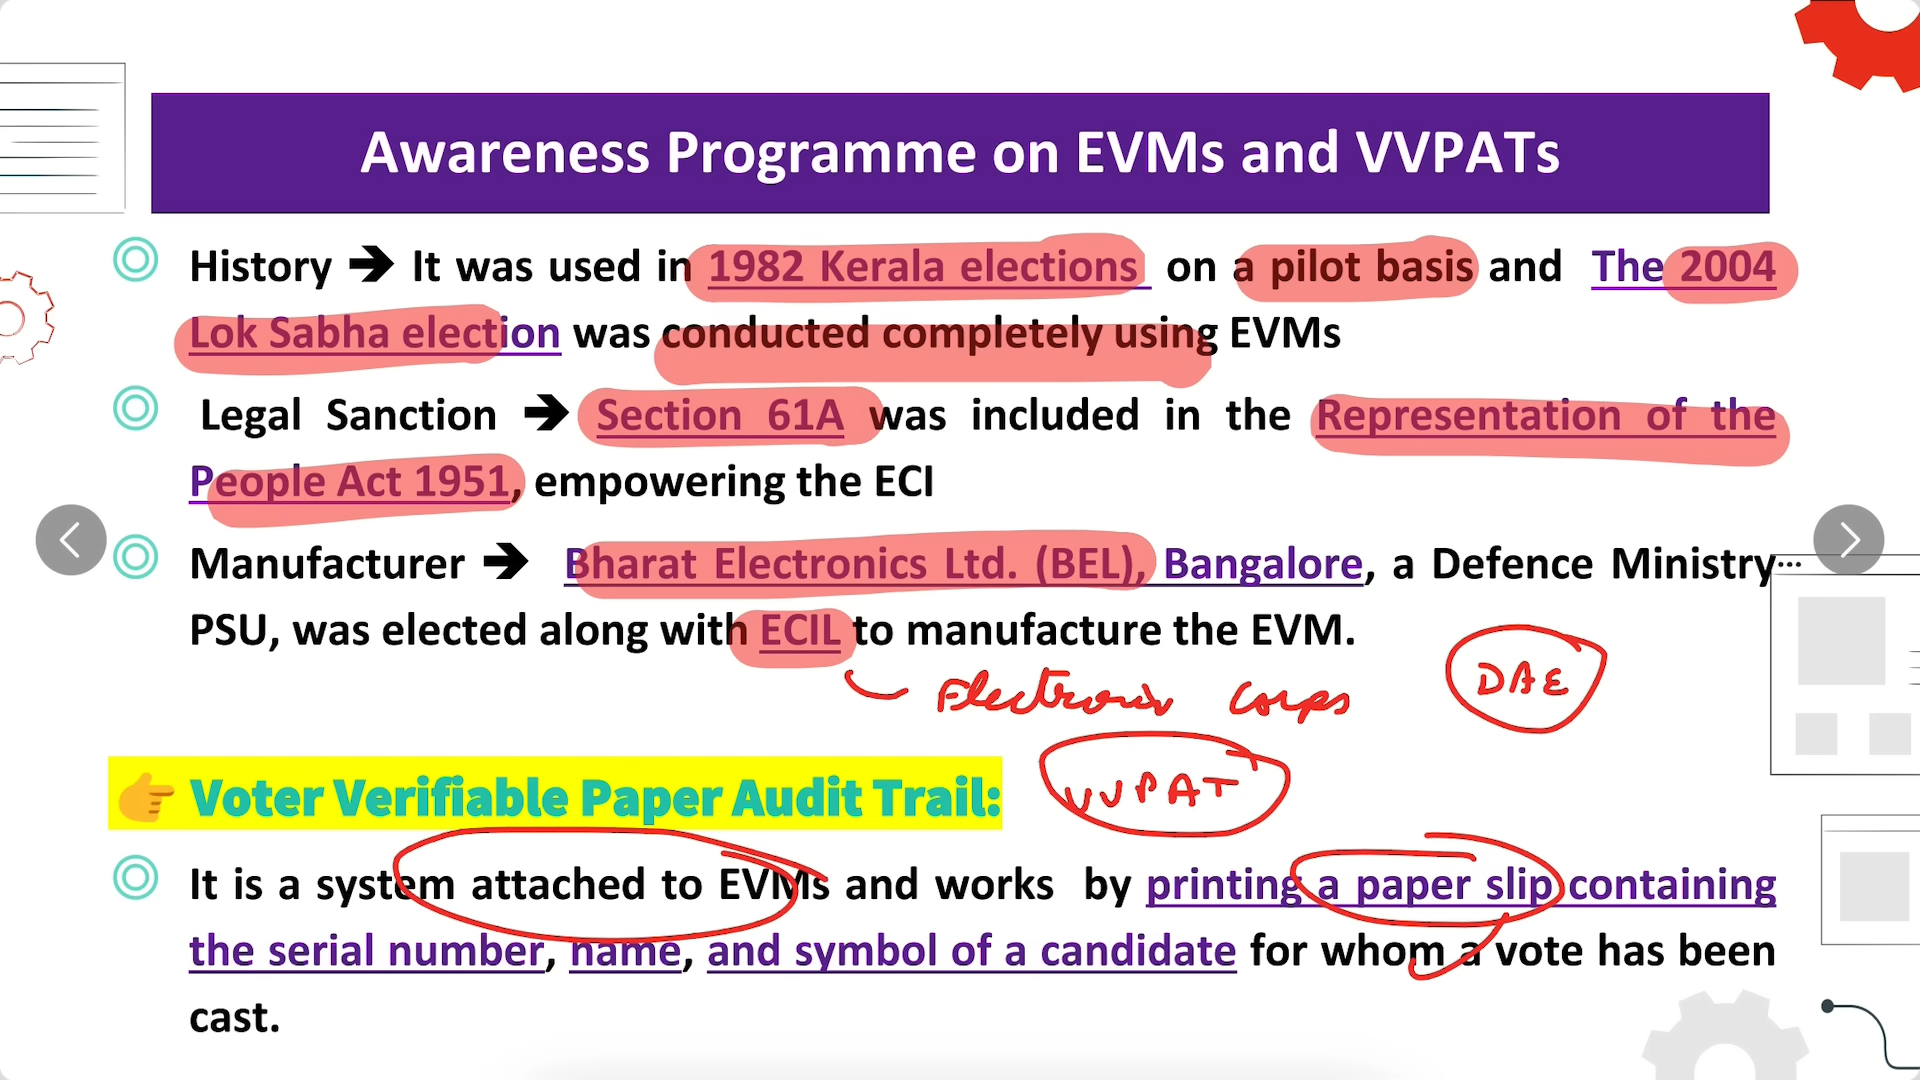 Awareness Programme on EVMs and VVPATs
History ➔ It was used in 1982 Kerala elections on a pilot basis and The 2004
Lok Sabha election was conducted completely using EVMs
Legal Sanction ➔ Section 61A was included in the Representation of the
People Act 1951, empowering the ECI
Manufacturer ➔ Bharat Electronics Ltd. (BEL), Bangalore, a Defence Ministry
PSU, was elected along with ECIL to manufacture the EVM.
Electronic Corps DAE
👉 Voter Verifiable Paper Audit Trail: VVPAT
It is a system attached to EVMs and works by printing a paper slip containing
the serial number, name, and symbol of a candidate for whom a vote has been
cast.